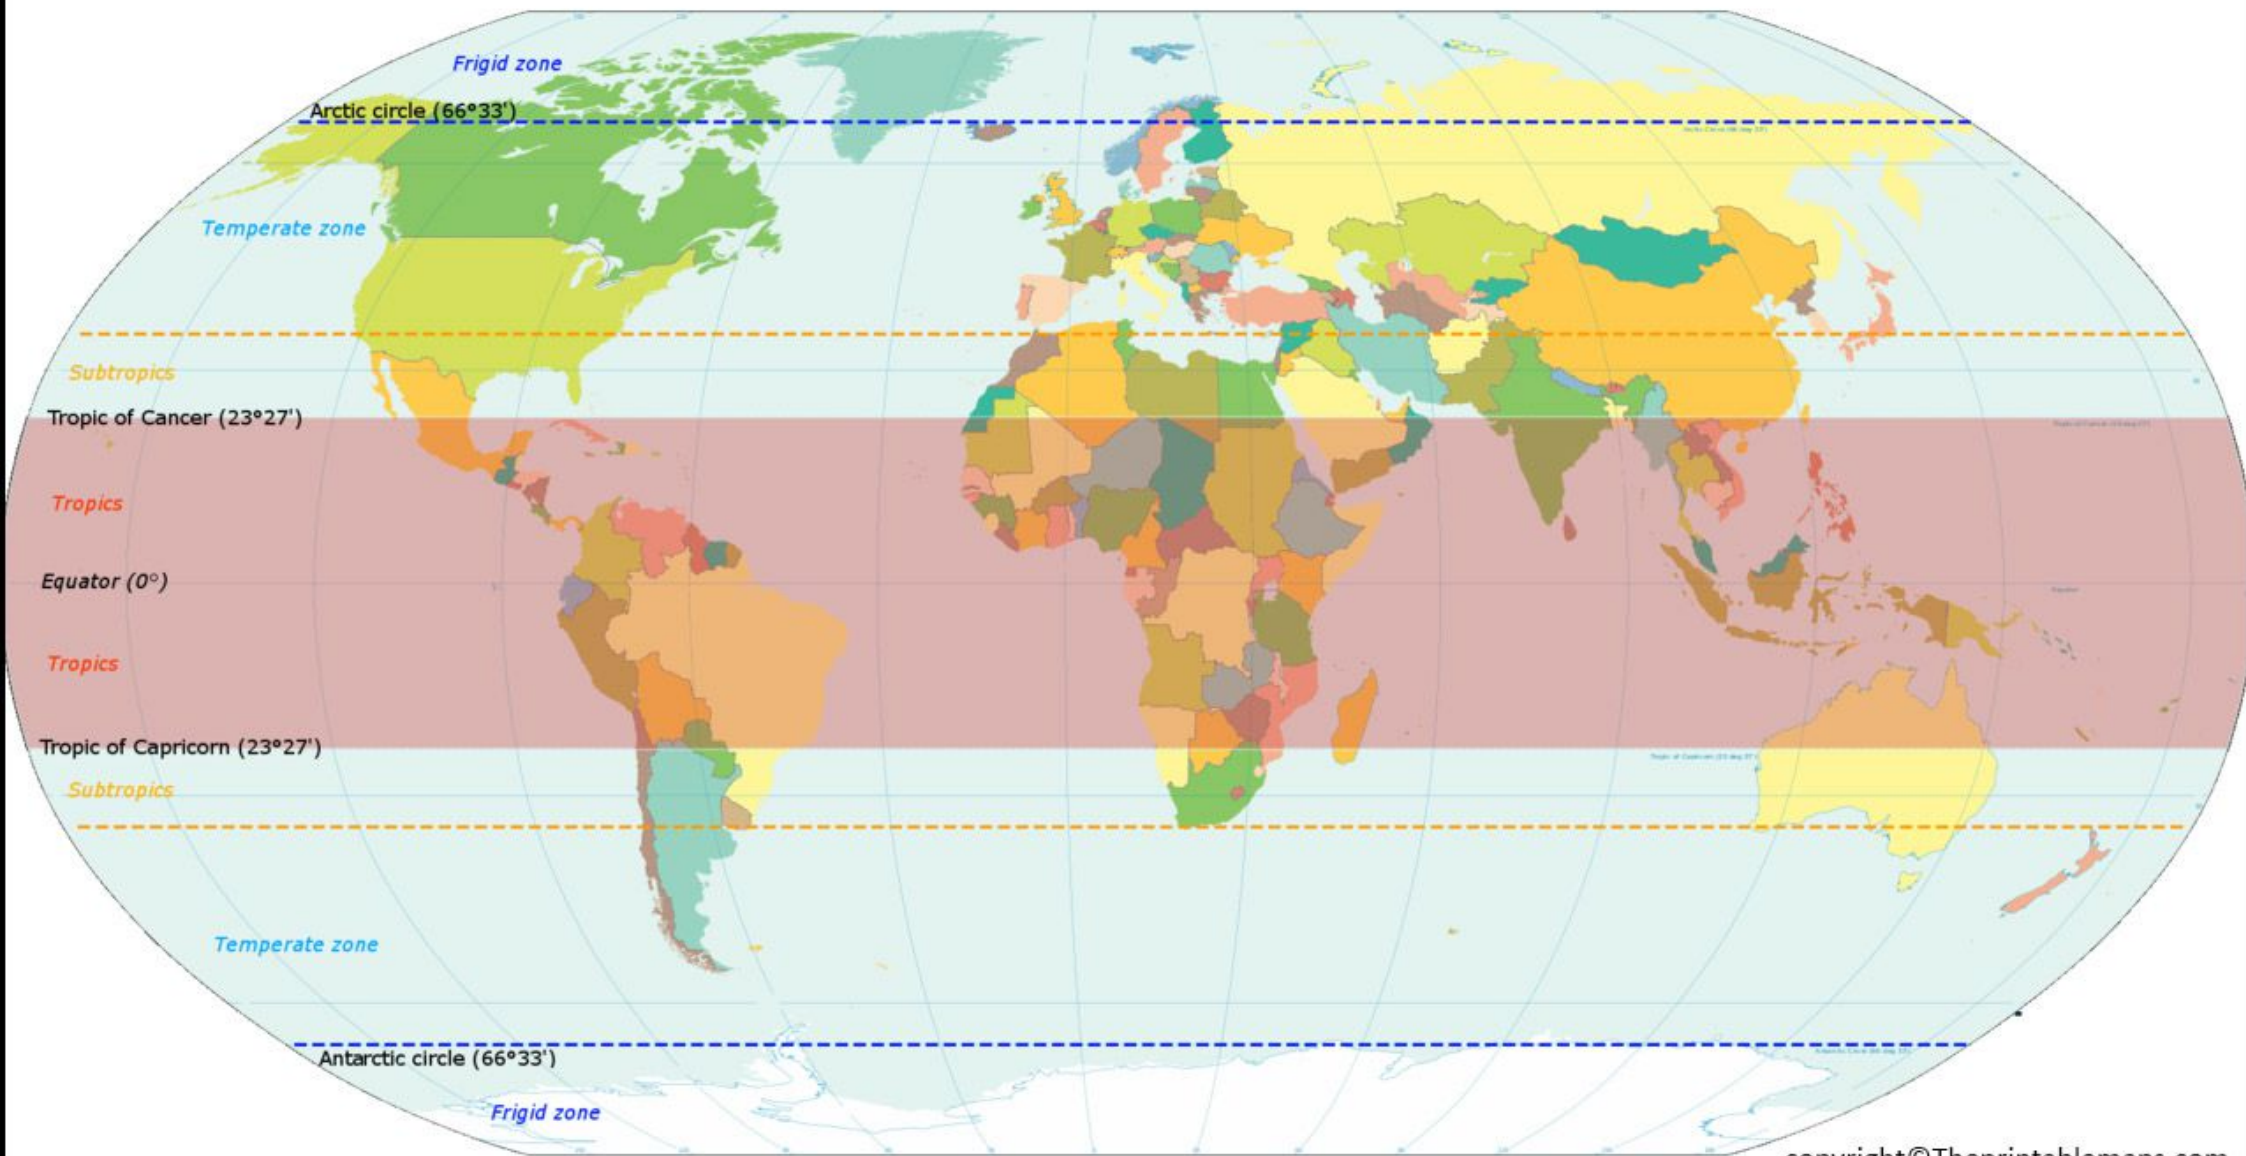 Frigid zone
Arctic circle (66°33')
Temperate zone
Subtropics
Tropic of Cancer (23°27')
Tropics
Equator (0°)
Equator
Tropics
Tropic of Capricorn (23°27')
Subtropics
Temperate zone
Antarctic circle (66°33')
Frigid zone